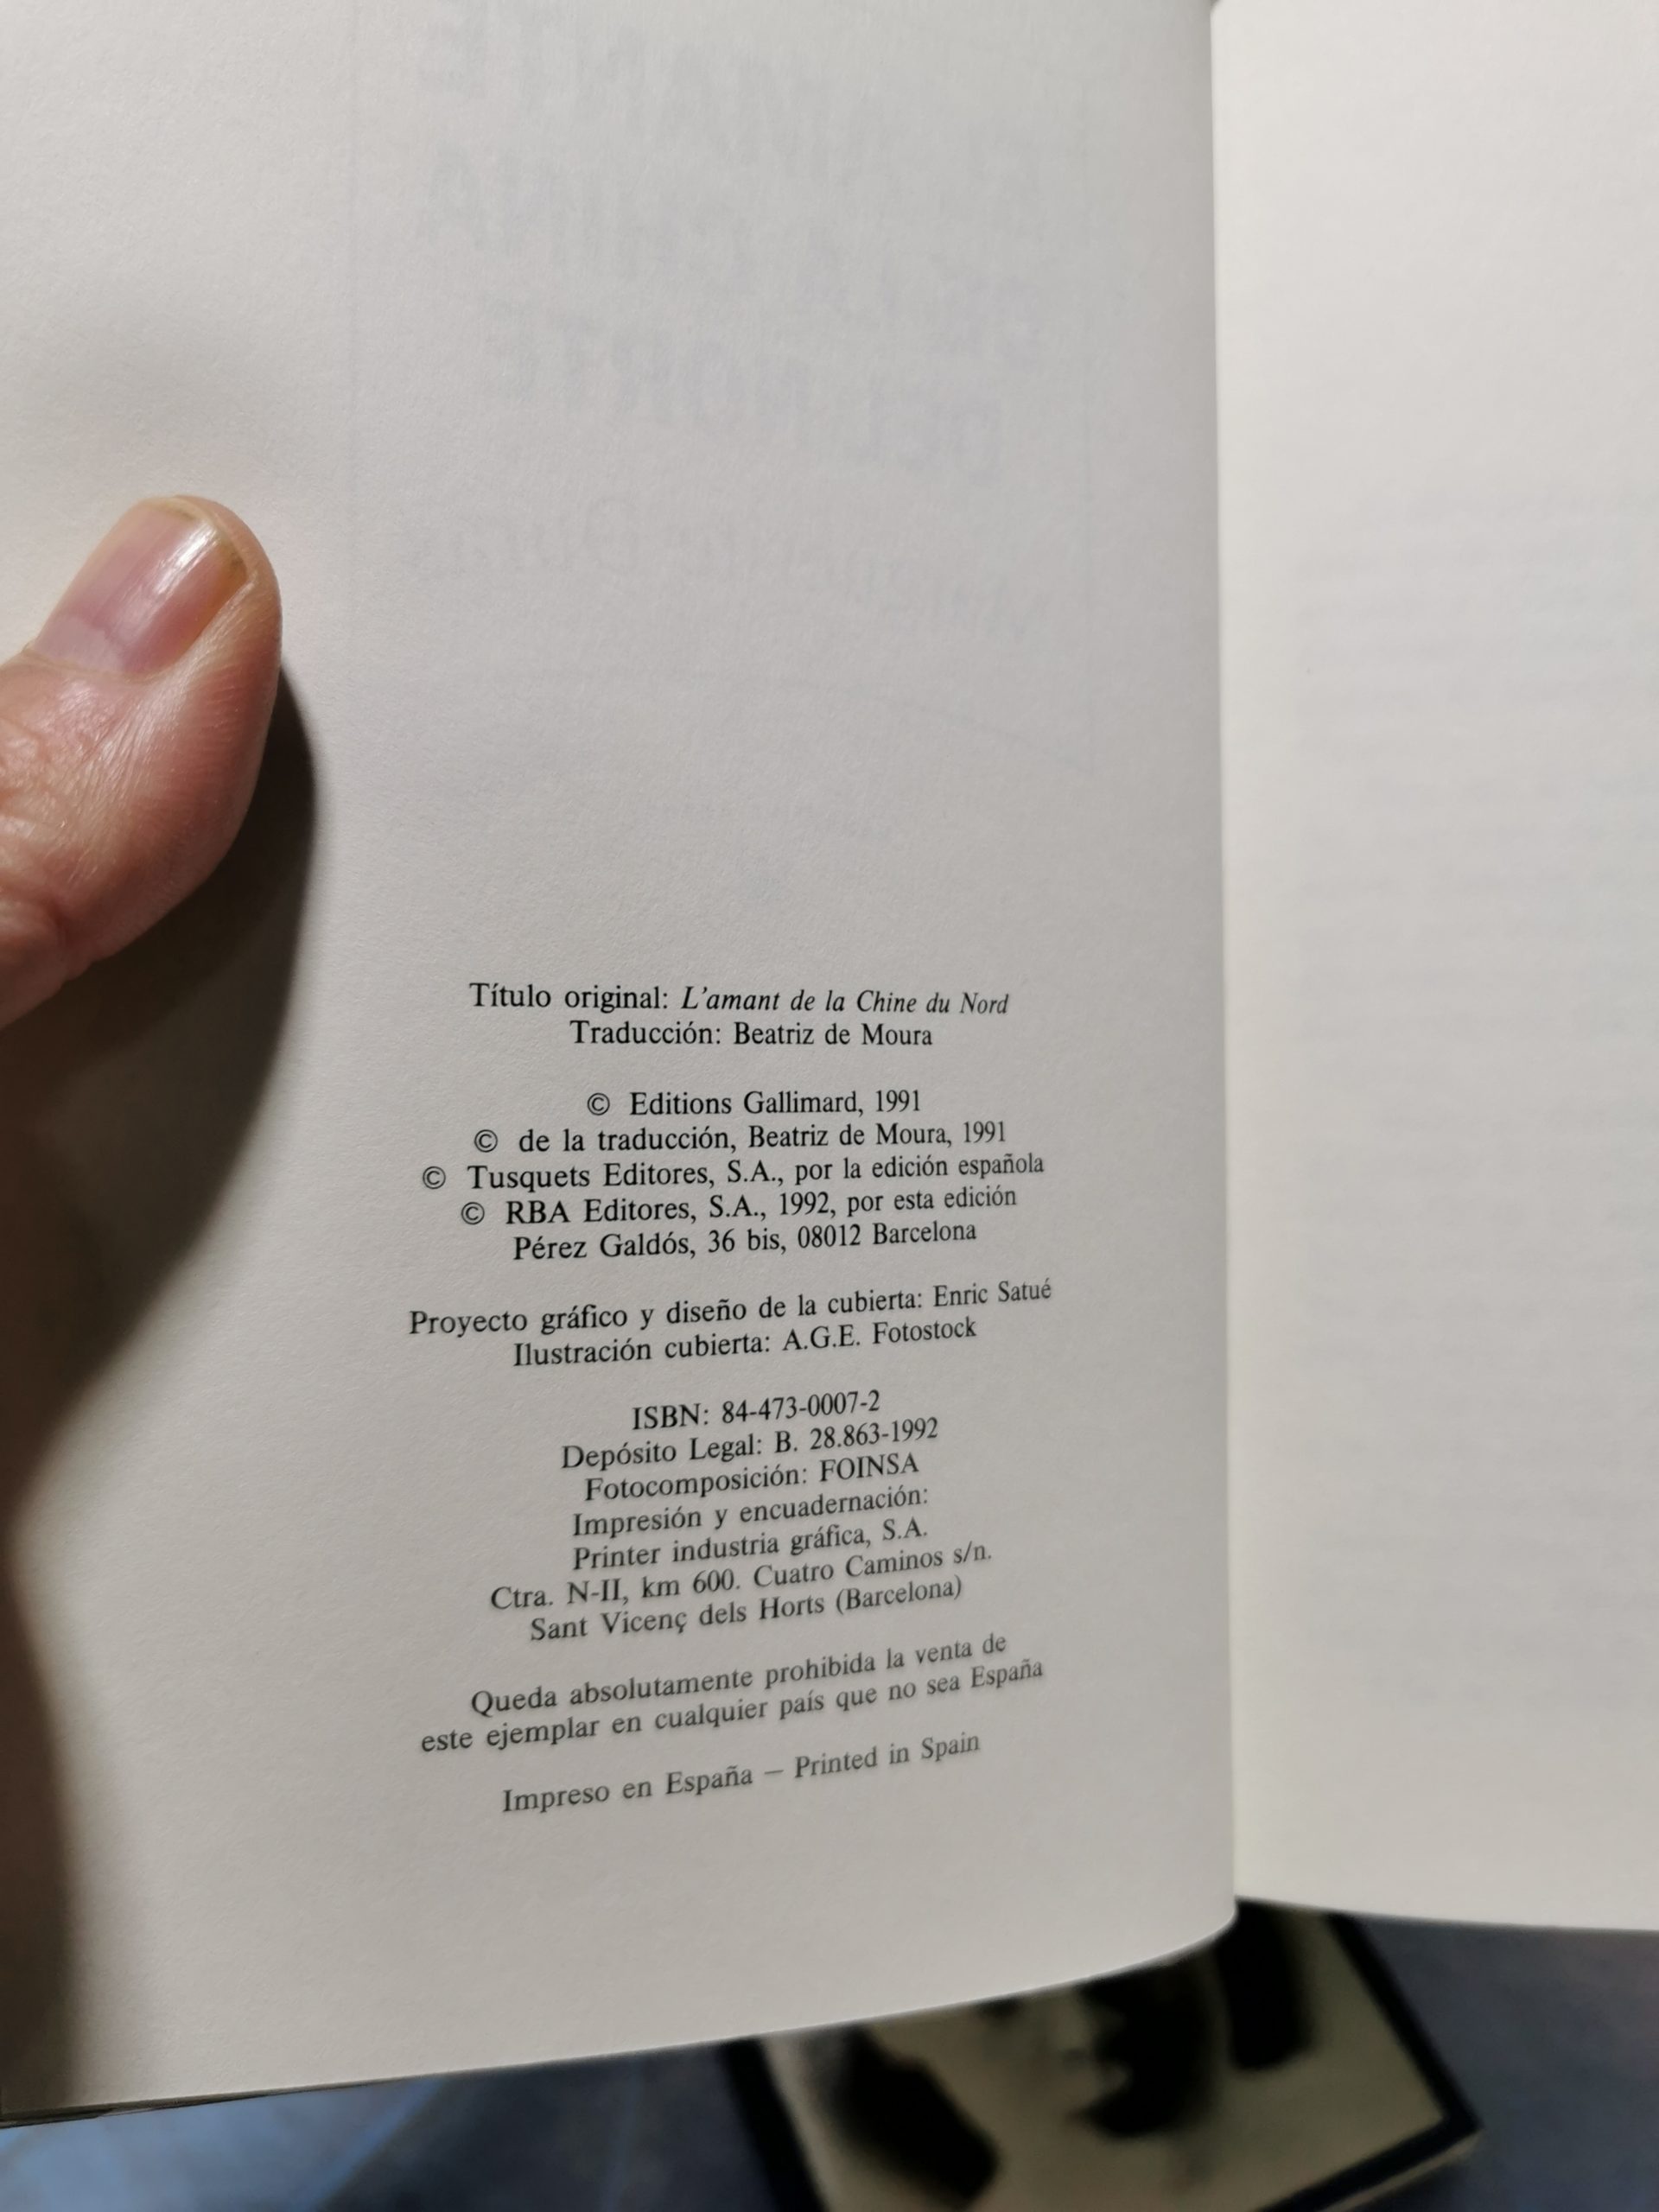 Título original: L'amant de la Chine du Nord
Traducción: Beatriz de Moura
© Editions Gallimard, 1991
© de la traducción, Beatriz de Moura, 1991
© Tusquets Editores, S.A., por la edición española
© RBA Editores, S.A., 1992, por esta edición
Pérez Galdós, 36 bis, 08012 Barcelona
Proyecto gráfico y diseño de la cubierta: Enric Satué
Ilustración cubierta: A.G.E. Fotostock
ISBN: 84-473-0007-2
Depósito Legal: B. 28.863-1992
Fotocomposición: FOINSA
Impresión y encuadernación:
Printer industria gráfica, S.A.
Ctra. N-II, km 600. Cuatro Caminos s/n.
Sant Vicenç dels Horts (Barcelona)
Queda absolutamente prohibida la venta de
este ejemplar en cualquier país que no sea España
Impreso en España – Printed in Spain